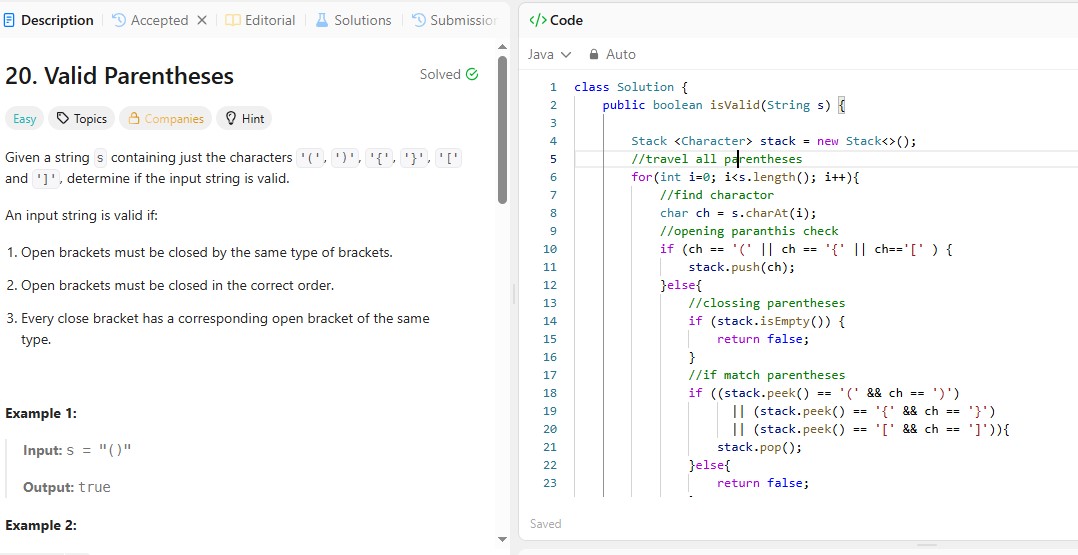 Description Accepted Editorial Solutions Submission
20. Valid Parentheses
Solved
Easy Topics Companies Hint
Given a string s containing just the characters '(', ')', '{', '}', '['
and ']', determine if the input string is valid.
An input string is valid if:
1. Open brackets must be closed by the same type of brackets.
2. Open brackets must be closed in the correct order.
3. Every close bracket has a corresponding open bracket of the same
type.
Example 1:
Input: s = "()"
Output: true
Example 2:
</> Code
Java Auto
1 class Solution {
2 public boolean isValid(String s) {
3
4 Stack <Character> stack = new Stack<>();
5 //travel all parentheses
6 for(int i=0; i<s.length(); i++){
7 //find charactor
8 char ch = s.charAt(i);
9 //opening paranthis check
10 if (ch == '(' || ch == '{' || ch=='[' ) {
11 stack.push(ch);
12 }else{
13 //clossing parentheses
14 if (stack.isEmpty()) {
15 return false;
16 }
17 //if match parentheses
18 if ((stack.peek() == '(' && ch == ')')
19 || (stack.peek() == '{' && ch == '}')
20 || (stack.peek() == '[' && ch == ']')){
21 stack.pop();
22 }else{
23 return false;
Saved